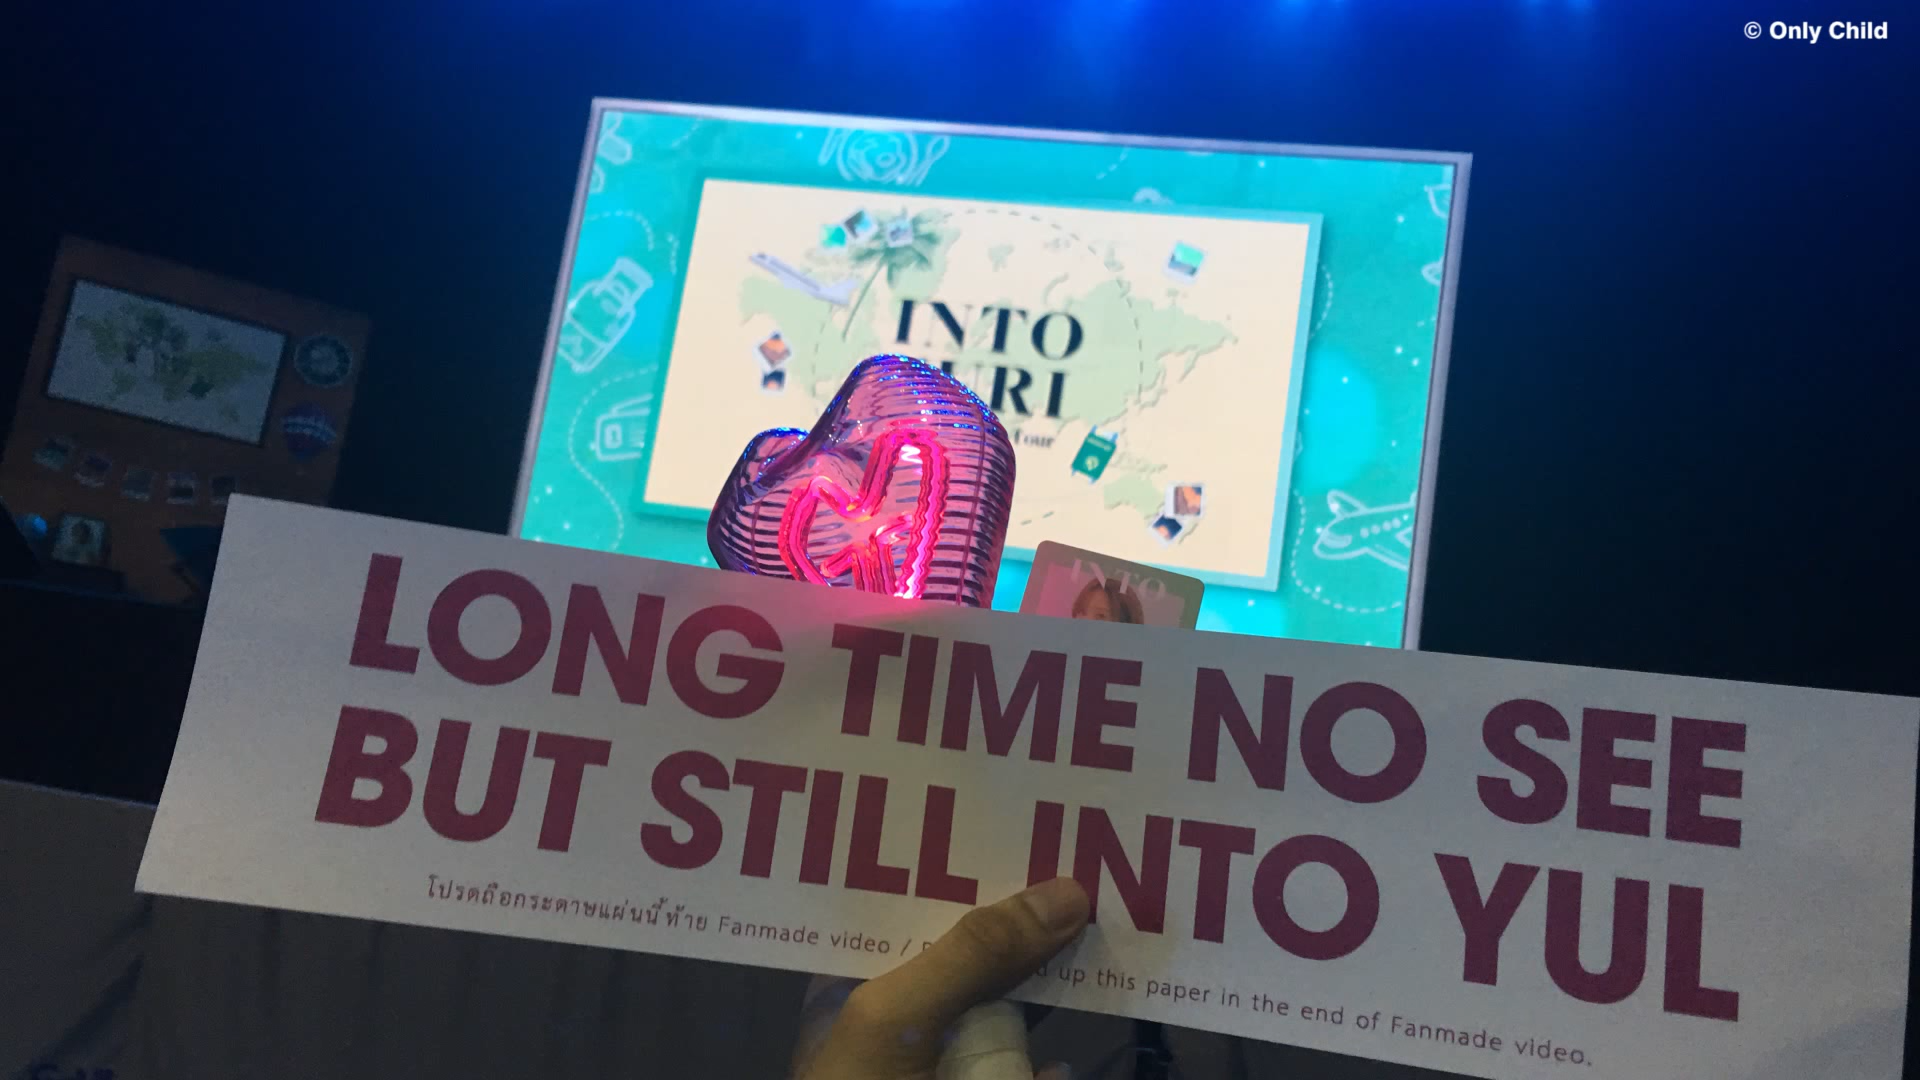 © Only Child
INTO
URI
Tour
INTO
LONG TIME NO SEE
BUT STILL INTO YUL
โปรดถือกระดาษแผ่นนี้ท้าย Fanmade video / up this paper in the end of Fanmade video.